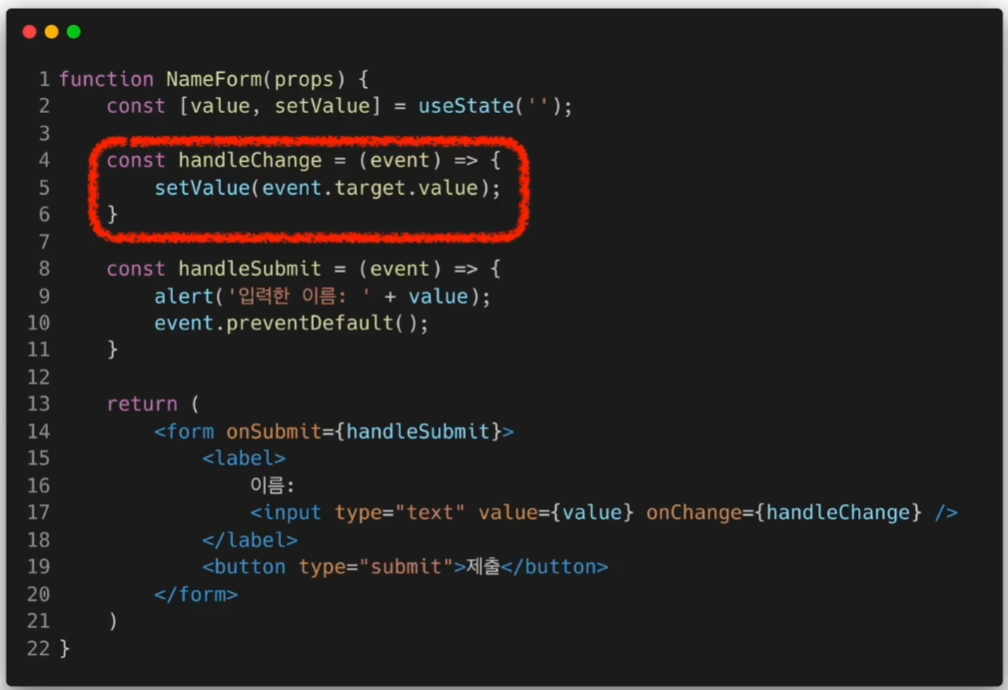 1 function NameForm(props) {
2     const [value, setValue] = useState('');
3
4     const handleChange = (event) => {
5         setValue(event.target.value);
6     }
7
8     const handleSubmit = (event) => {
9         alert('입력한 이름: ' + value);
10         event.preventDefault();
11     }
12
13     return (
14         <form onSubmit={handleSubmit}>
15             <label>
16                 이름:
17                 <input type="text" value={value} onChange={handleChange} />
18             </label>
19             <button type="submit">제출</button>
20         </form>
21     )
22 }